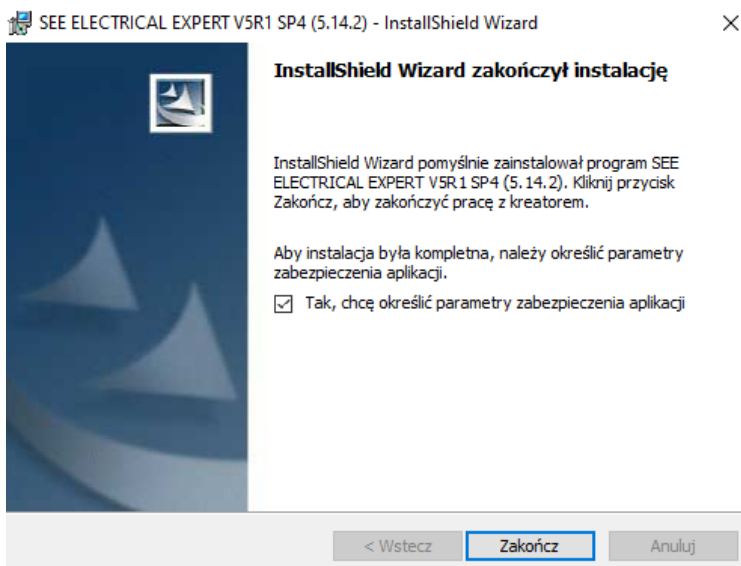 SEE ELECTRICAL EXPERT V5R1 SP4 (5.14.2) - InstallShield Wizard
InstallShield Wizard zakończył instalację
InstallShield Wizard pomyślnie zainstalował program SEE
ELECTRICAL EXPERT V5R1 SP4 (5.14.2). Kliknij przycisk
Zakończ, aby zakończyć pracę z kreatorem.
Aby instalacja była kompletna, należy określić parametry
zabezpieczenia aplikacji.
Tak, chcę określić parametry zabezpieczenia aplikacji
< Wstecz Zakończ Anuluj